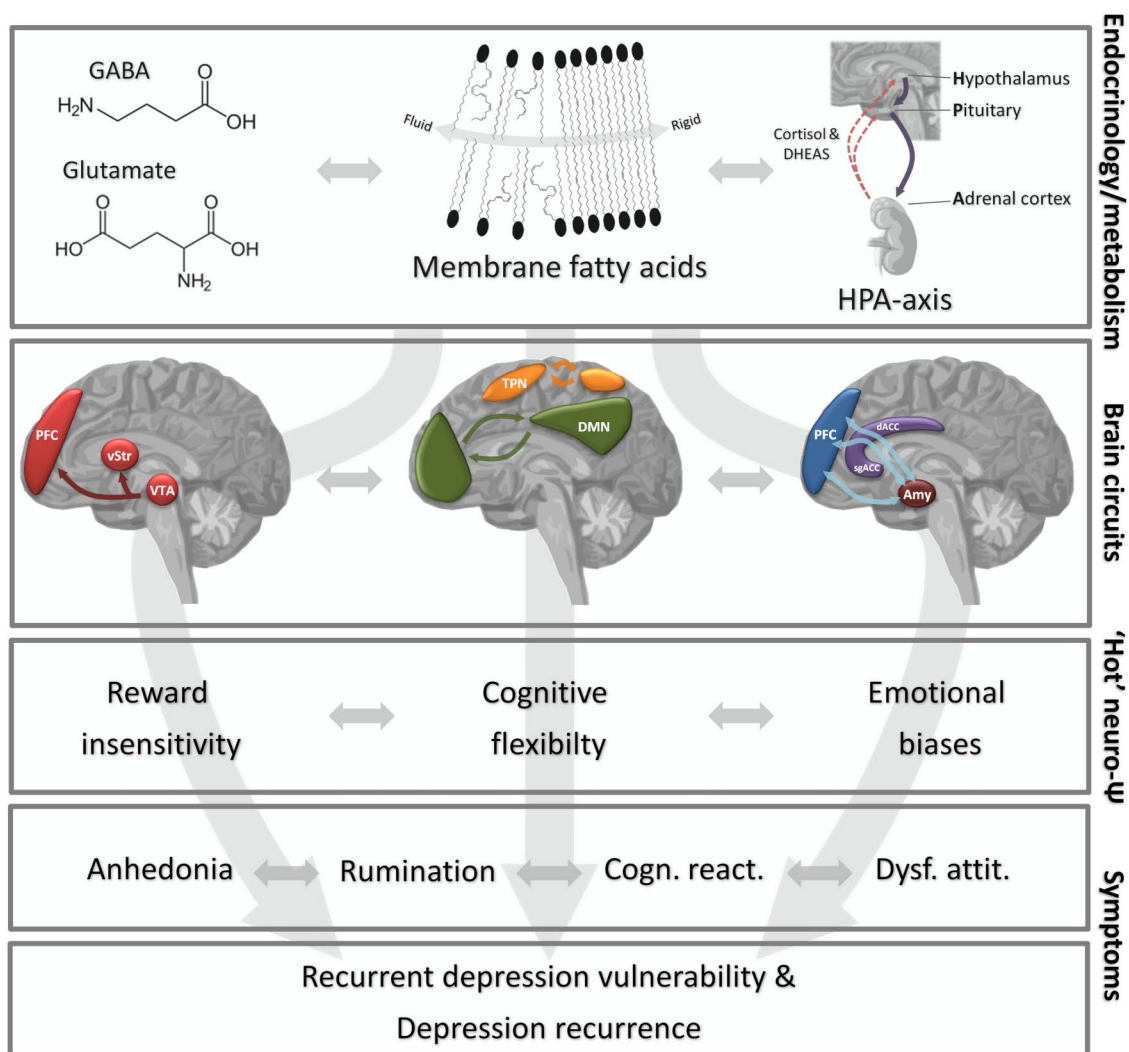 GABA
H₂N
O
OH
Glutamate
O
O
HO
OH
NH₂
Fluid
Rigid
Membrane fatty acids
Hypothalamus
Pituitary
Cortisol &
DHEAS
Adrenal cortex
HPA-axis
Endocrinology/metabolism
PFC
vStr
VTA
TPN
DMN
PFC
dACC
sgACC
Amy
Brain circuits
Reward
insensitivity
Cognitive
flexibilty
Emotional
biases
'Hot' neuro-Ψ
Anhedonia
Rumination
Cogn. react.
Dysf. attit.
Symptoms
Recurrent depression vulnerability &
Depression recurrence